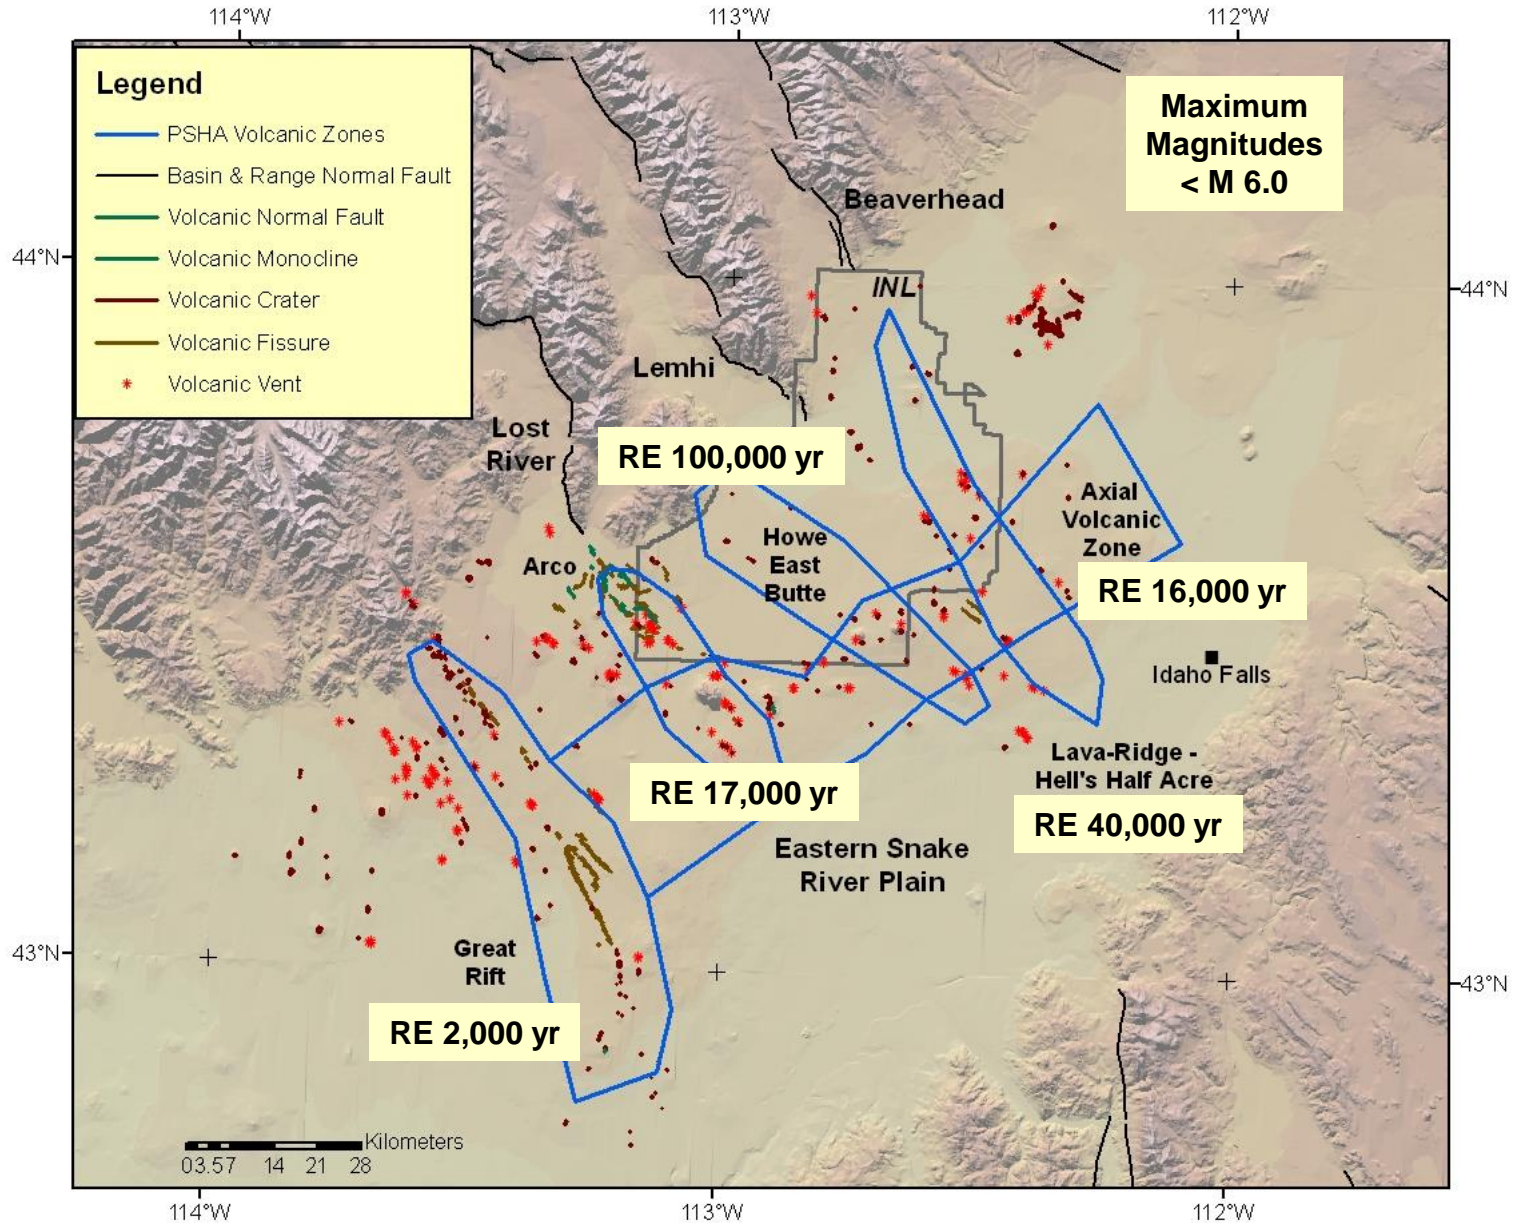 114°W
113°W
112°W
Legend
PSHA Volcanic Zones
Basin & Range Normal Fault
Volcanic Normal Fault
Volcanic Monocline
Volcanic Crater
Volcanic Fissure
Volcanic Vent
Maximum
Magnitudes
< M 6.0
Beaverhead
44°N
INL
44°N
Lemhi
Lost
River
RE 100,000 yr
Axial
Volcanic
Zone
Howe
East
Butte
Arco
RE 16,000 yr
Idaho Falls
Lava-Ridge -
Hell's Half Acre
RE 17,000 yr
RE 40,000 yr
Eastern Snake
River Plain
43°N
Great
Rift
43°N
RE 2,000 yr
Kilometers
03.57 14 21 28
114°W
113°W
112°W